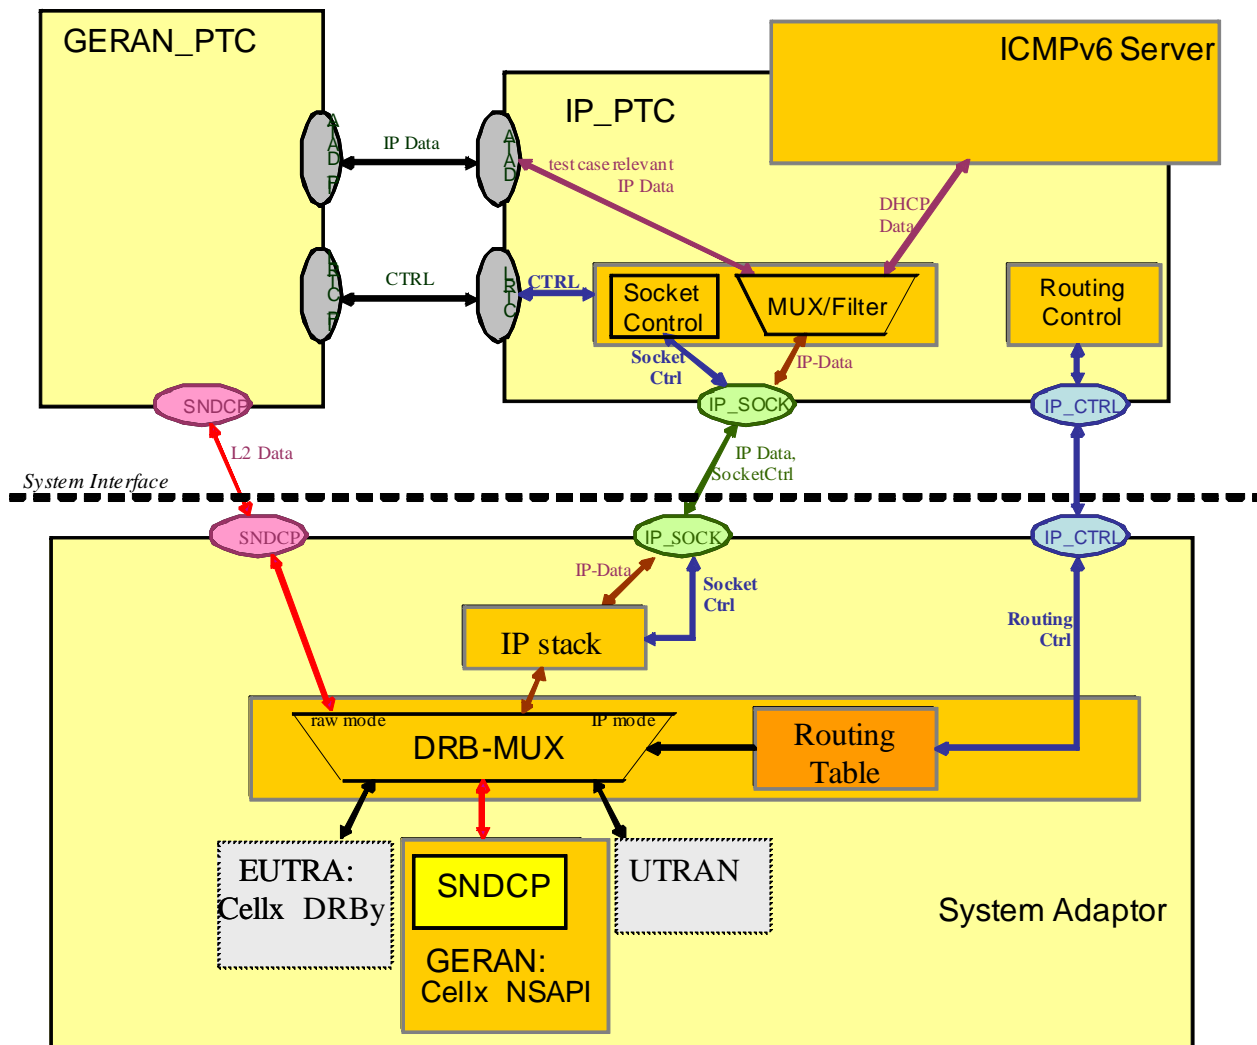 GERAN_PTC
ICMPv6 Server
IP_PTC
IP Data
test case relevant
IP Data
DHCP
Data
CTRL
CTRL
Socket
Control
MUX/Filter
Routing
Control
Socket
Ctrl
IP-Data
SNDCP
IP_SOCK
IP_CTRL
L2 Data
IP Data,
SocketCtrl
System Interface
SNDCP
IP_SOCK
IP_CTRL
IP-Data
Socket
Ctrl
IP stack
Routing
Ctrl
raw mode
IP mode
DRB-MUX
Routing
Table
EUTRA:
Cellx DRBy
SNDCP
GERAN:
Cellx NSAPI
UTRAN
System Adaptor